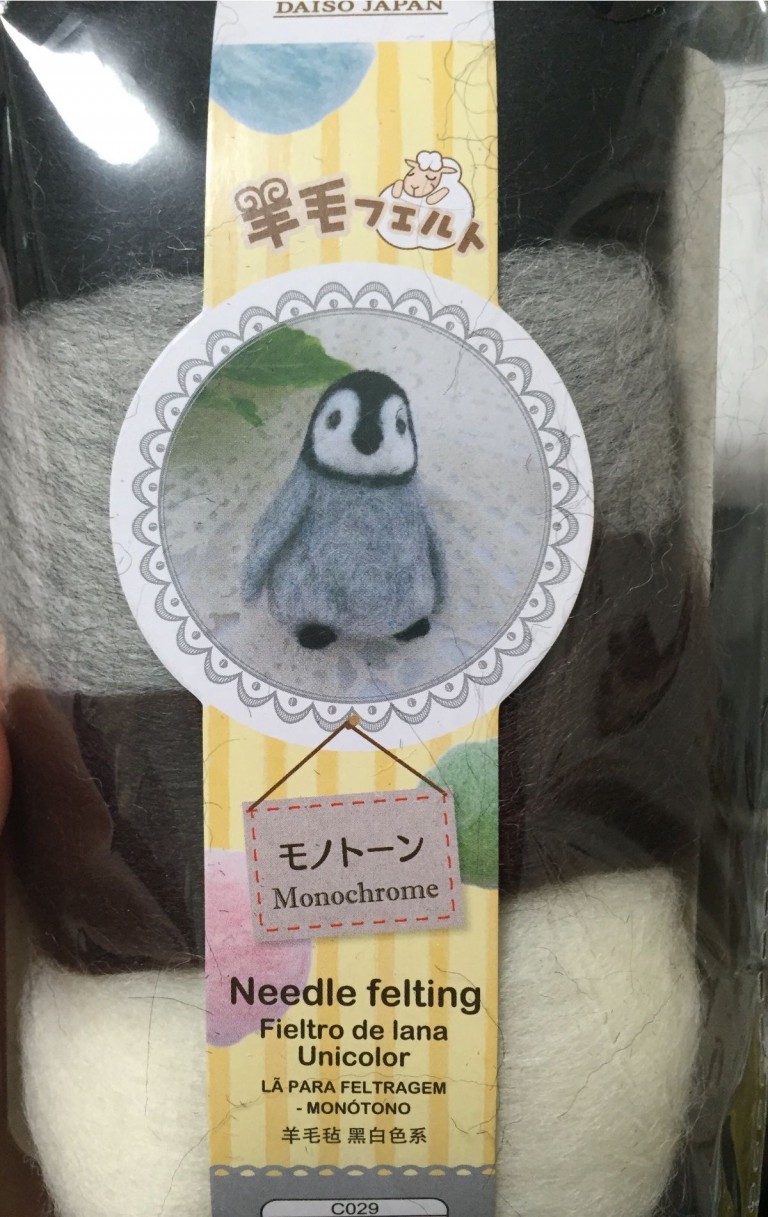 DAISO JAPAN
羊毛フェルト
モノトーン
Monochrome
Needle felting
Fieltro de lana
Unicolor
LÃ PARA FELTRAGEM
- MONÓTONO
羊毛毡 黑白色系
C029